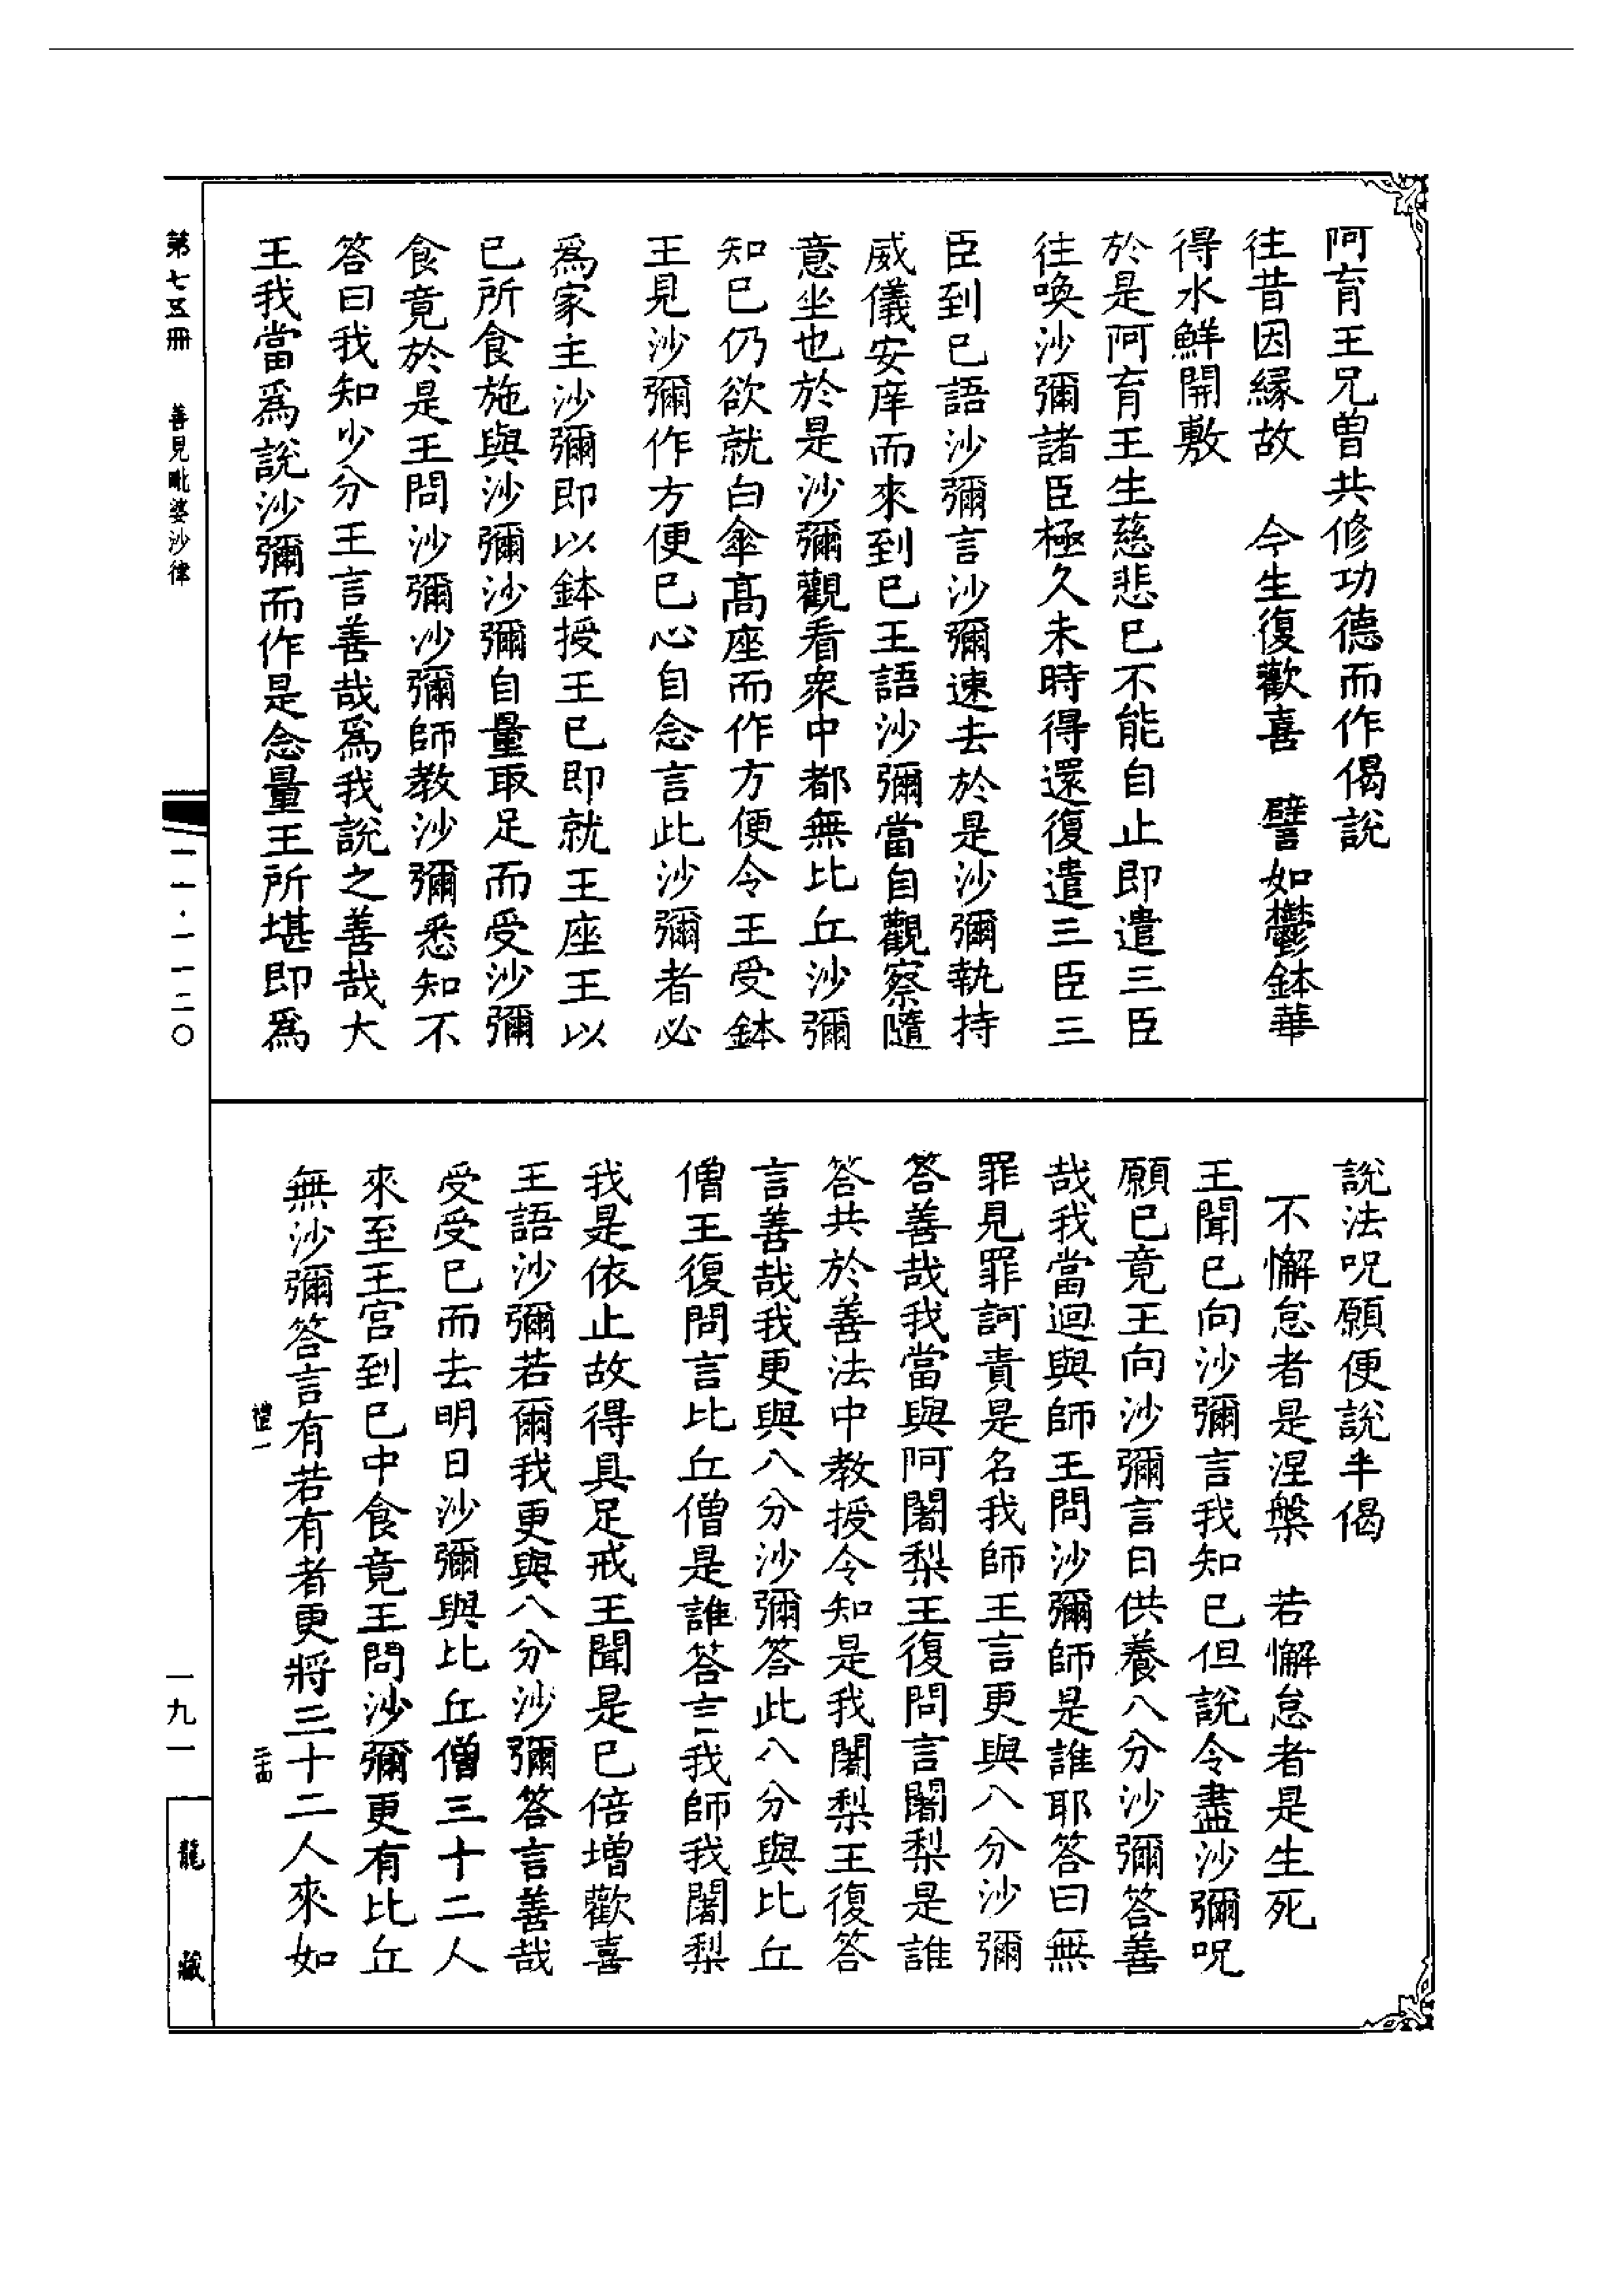 阿育王兄曾共修功德而作偈說
往昔因緣故　今生復歡喜　譬如鬱鉢華
得水鮮開敷
於是阿育王生慈悲已不能自止即遣三臣
往喚沙彌諸臣極久未時得還復遣三臣三
臣到已語沙彌言沙彌速去於是沙彌執持
威儀安庠而來到已王語沙彌當自觀察隨
意坐也於是沙彌觀看衆中都無比丘沙彌
知已仍欲就白傘高座而作方便令王受鉢
王見沙彌作方便已心自念言此沙彌者必
爲家主沙彌即以鉢授王已即就王座王以
已所食施與沙彌沙彌自量取足而受沙彌
食竟於是王問沙彌沙彌師教沙彌悉知不
答曰我知少分王言善哉爲我說之善哉大
王我當爲說沙彌而作是念量王所堪即爲
說法呪願便說半偈
不懈怠者是涅槃　若懈怠者是生死
王聞已向沙彌言我知已但說令盡沙彌呪
願已竟王向沙彌言日供養八分沙彌答善
哉我當迴與師王問沙彌師是誰耶答曰無
罪見罪訶責是名我師王言更與八分沙彌
答善哉我當與阿闍梨王復問言闍梨是誰
答共於善法中教授令知是我闍梨王復答
言善哉我更與八分沙彌答此八分與比丘
僧王復問言比丘僧是誰答言我師我闍梨
我是依止故得具足戒王聞是已倍增歡喜
王語沙彌若爾我更與八分沙彌答言善哉
受受已而去明日沙彌與比丘僧三十二人
來至王宮到已中食竟王問沙彌更有比丘
無沙彌答言有若有者更將三十二人來如
禮一
第七五冊　善見毗婆沙律
一一·一一二〇
一九一
龍藏